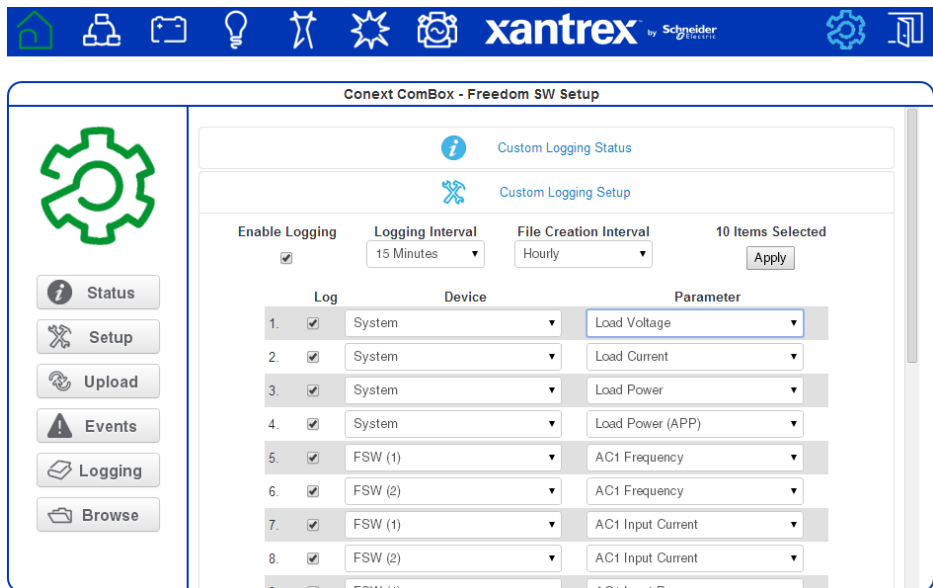 xantrex by Schneider Electric
Conext ComBox - Freedom SW Setup
Custom Logging Status
Custom Logging Setup
Enable Logging Logging Interval File Creation Interval 10 Items Selected
15 Minutes Hourly Apply
Log Device Parameter
1. System Load Voltage
2. System Load Current
3. System Load Power
4. System Load Power (APP)
5. FSW (1) AC1 Frequency
6. FSW (2) AC1 Frequency
7. FSW (1) AC1 Input Current
8. FSW (2) AC1 Input Current
Status
Setup
Upload
Events
Logging
Browse